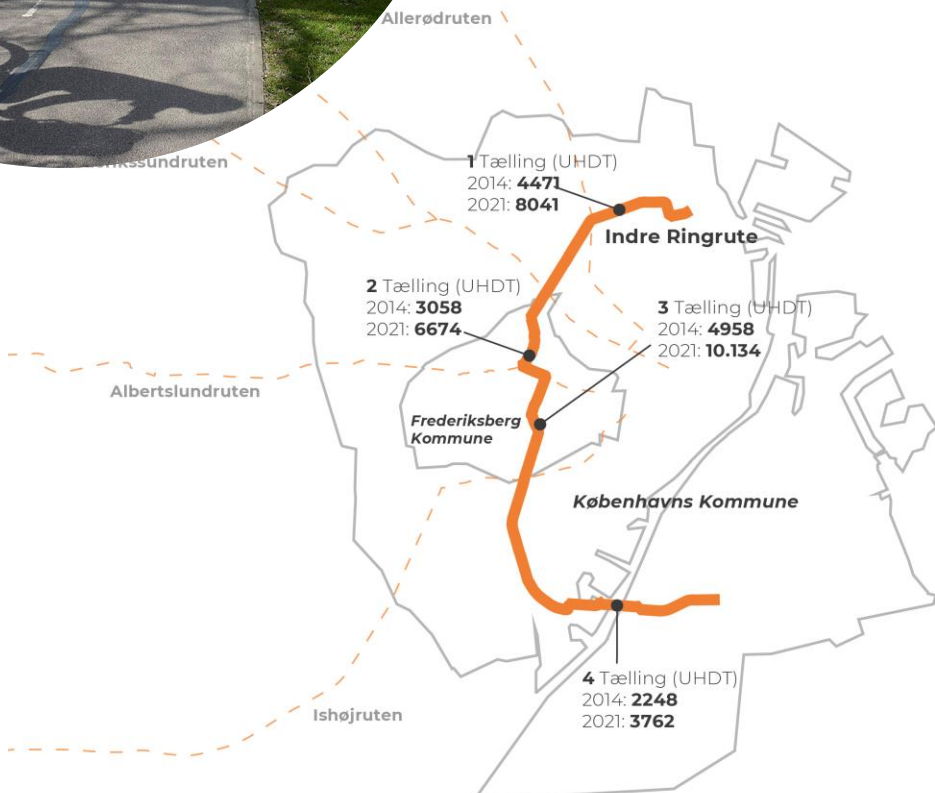 Allerødruten
1 Tælling (UHDT)
2014: 4471
2021: 8041
Indre Ringrute
2 Tælling (UHDT)
2014: 3058
2021: 6674
3 Tælling (UHDT)
2014: 4958
2021: 10.134
Albertslundruten
Frederiksberg
Kommune
Københavns Kommune
4 Tælling (UHDT)
2014: 2248
2021: 3762
Ishøjruten